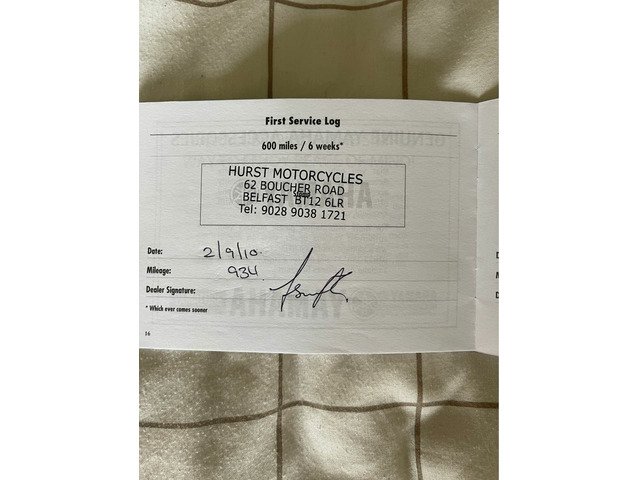 First Service Log
600 miles / 6 weeks*
HURST MOTORCYCLES
62 BOUCHER ROAD
BELFAST BT12 6LR
Tel: 9028 9038 1721
Date: 2/9/10
Mileage: 934
Dealer Signature:
* Which ever comes sooner
16